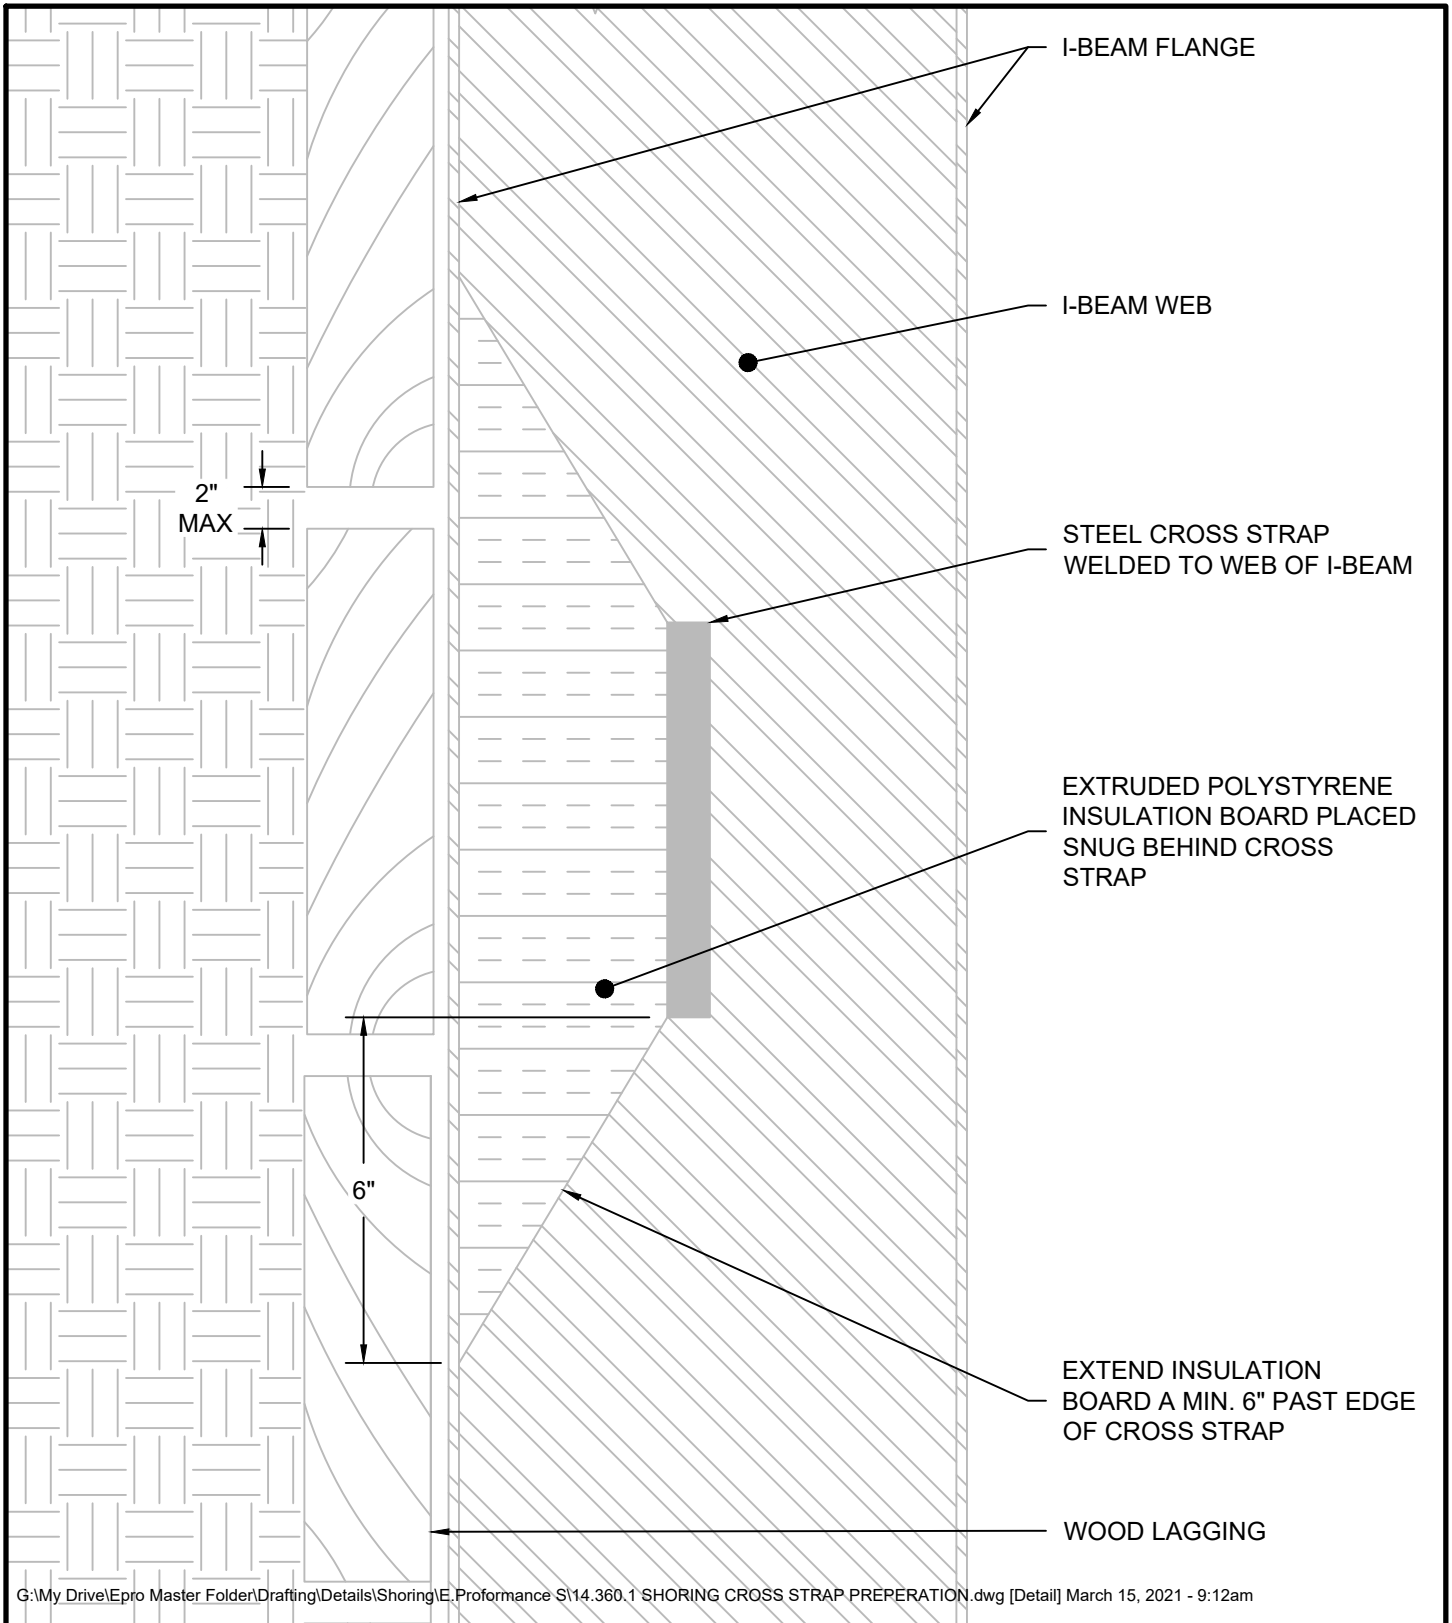 I-BEAM FLANGE
I-BEAM WEB
2"
MAX
STEEL CROSS STRAP
WELDED TO WEB OF I-BEAM
EXTRUDED POLYSTYRENE
INSULATION BOARD PLACED
SNUG BEHIND CROSS
STRAP
6"
EXTEND INSULATION
BOARD A MIN. 6" PAST EDGE
OF CROSS STRAP
WOOD LAGGING
G:\My Drive\Epro Master Folder\Drafting\Details\Shoring\E.Proformance S\14.360.1 SHORING CROSS STRAP PREPERATION.dwg [Detail] March 15, 2021 - 9:12am